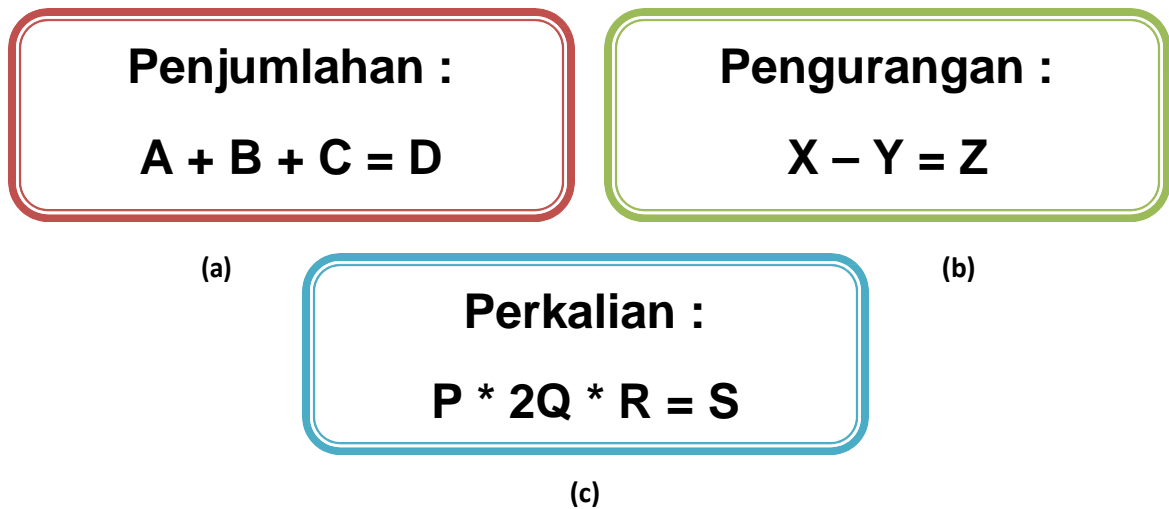 Penjumlahan :
A + B + C = D
(a)
Pengurangan :
X – Y = Z
(b)
Perkalian :
P * 2Q * R = S
(c)